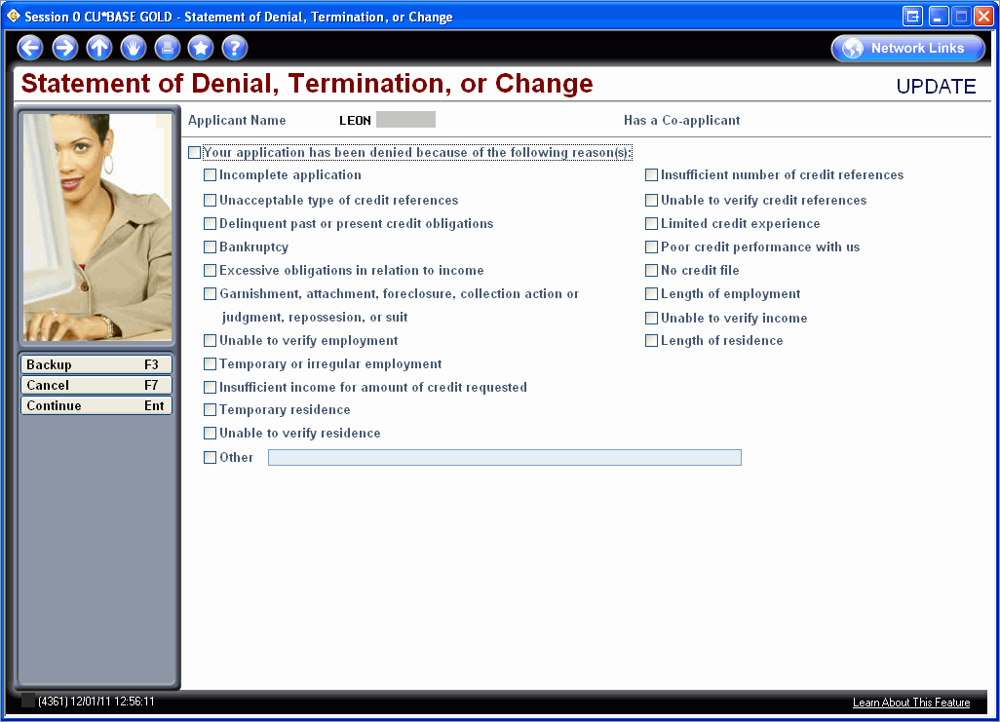 Session 0 CU*BASE GOLD - Statement of Denial, Termination, or Change
Network Links
Statement of Denial, Termination, or Change
UPDATE
Applicant Name LEON Has a Co-applicant
Your application has been denied because of the following reason(s):
Incomplete application
Insufficient number of credit references
Unacceptable type of credit references
Unable to verify credit references
Delinquent past or present credit obligations
Limited credit experience
Bankruptcy
Poor credit performance with us
Excessive obligations in relation to income
No credit file
Garnishment, attachment, foreclosure, collection action or
judgment, repossesion, or suit
Length of employment
Unable to verify income
Unable to verify employment
Length of residence
Temporary or irregular employment
Insufficient income for amount of credit requested
Temporary residence
Unable to verify residence
Other
Backup F3
Cancel F7
Continue Ent
(4361) 12/01/11 12:56:11
Learn About This Feature